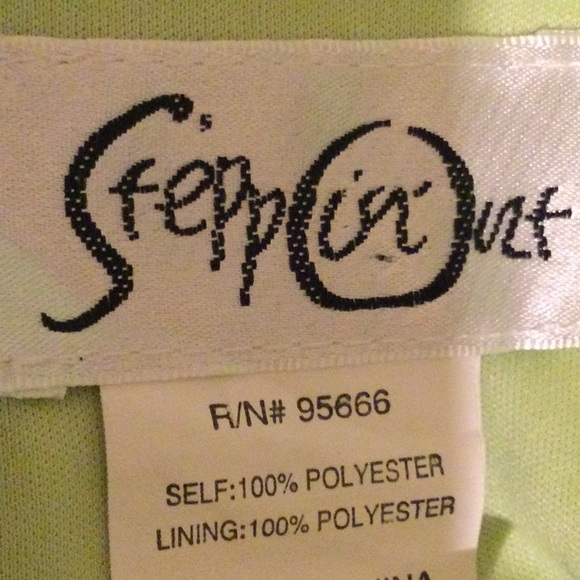 Steppin' Out
R/N# 95666
SELF:100% POLYESTER
LINING:100% POLYESTER